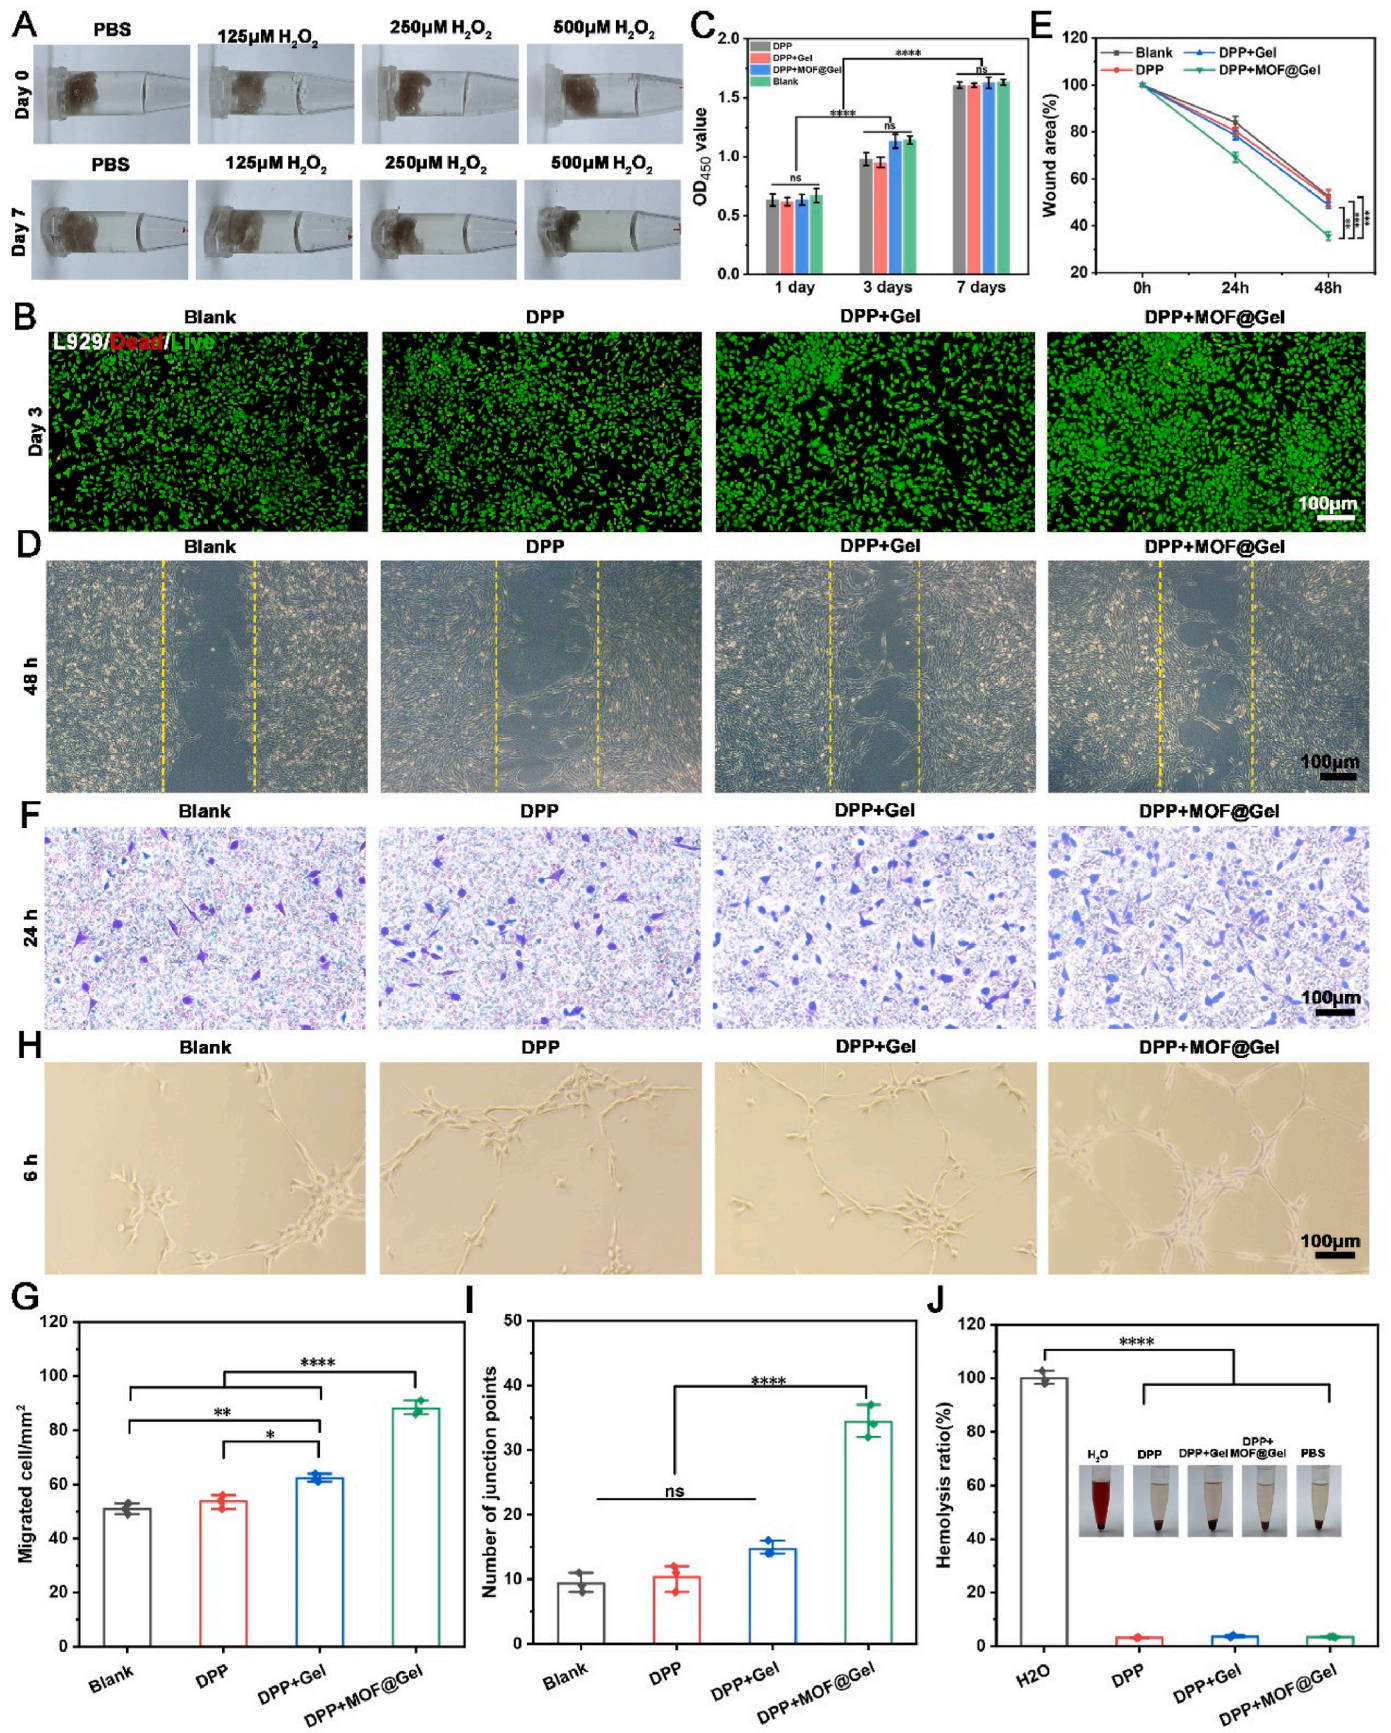 A
PBS
125μM H2O2
250μM H2O2
500μM H2O2
Day 0
PBS
125μM H2O2
250μM H2O2
500μM H2O2
Day 7
C
2.0
1.5
1.0
0.5
0.0
OD450 value
DPP
DPP+Gel
DPP+MOF@Gel
Blank
ns
****
ns
****
ns
1 day
3 days
7 days
E
120
100
80
60
40
20
Wound area(%)
Blank
DPP
DPP+Gel
DPP+MOF@Gel
**
***
***
0h
24h
48h
B
Blank
DPP
DPP+Gel
DPP+MOF@Gel
L929/Dead/Live
Day 3
100μm
D
Blank
DPP
DPP+Gel
DPP+MOF@Gel
48 h
100μm
F
Blank
DPP
DPP+Gel
DPP+MOF@Gel
24 h
100μm
H
Blank
DPP
DPP+Gel
DPP+MOF@Gel
6 h
100μm
G
120
100
80
60
40
20
0
Migrated cell/mm2
****
**
*
Blank
DPP
DPP+Gel
DPP+MOF@Gel
I
50
40
30
20
10
0
Number of junction points
****
ns
Blank
DPP
DPP+Gel
DPP+MOF@Gel
J
120
100
80
60
40
20
0
Hemolysis ratio(%)
****
H2O
DPP
DPP+Gel
DPP+
MOF@Gel
PBS
H2O
DPP
DPP+Gel
DPP+MOF@Gel